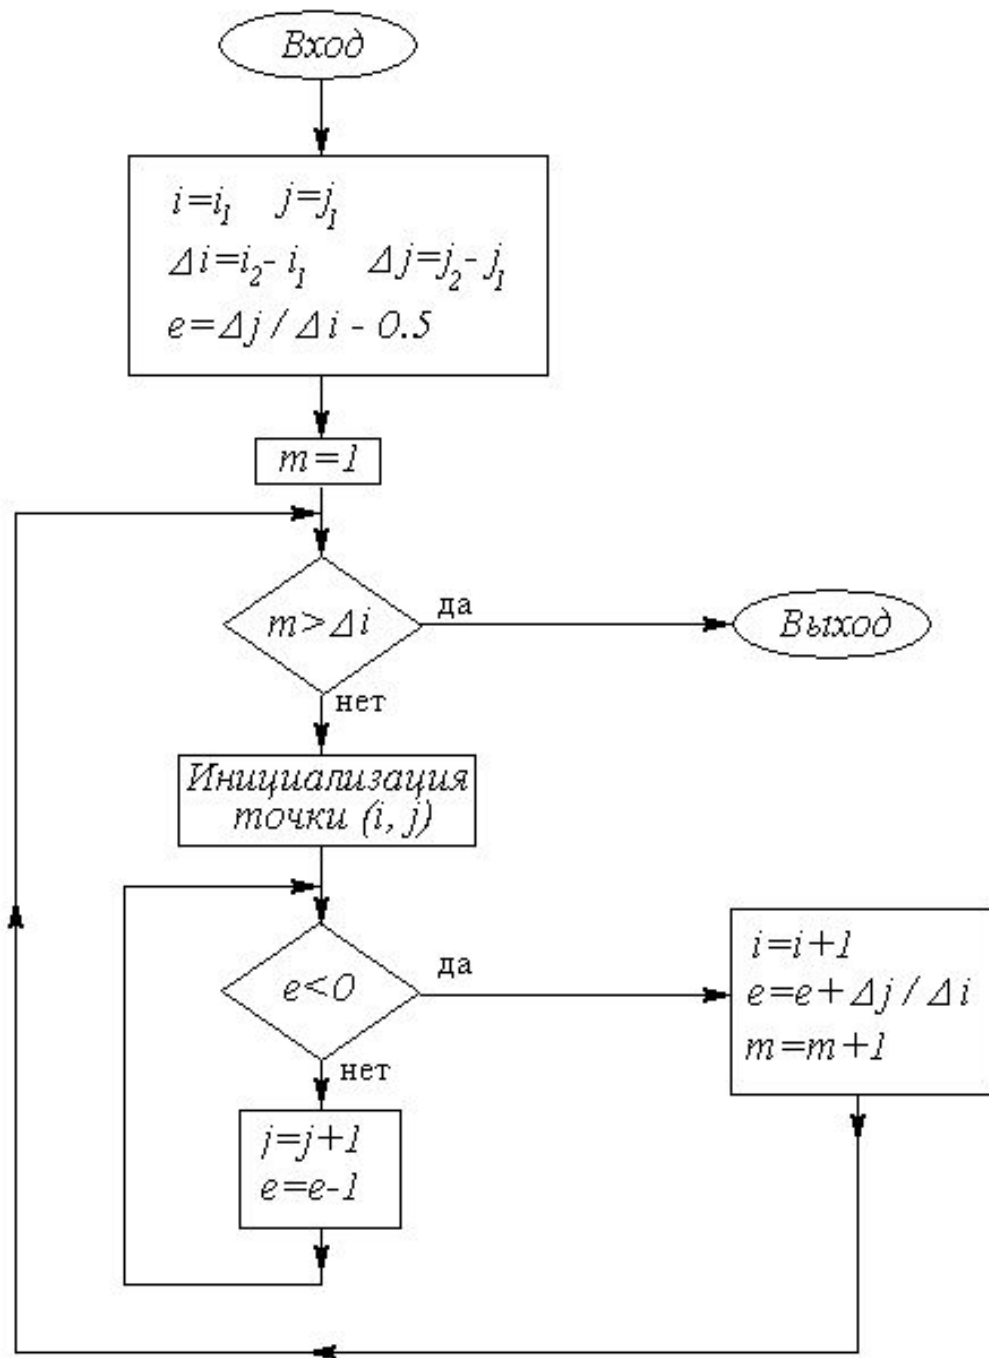 Вход
i=i₁ j=j₁
Δi=i₂-i₁ Δj=j₂-j₁
e=Δj/Δi-0.5
m=1
m>Δi
да
Выход
нет
Инициализация
точки (i, j)
e<0
да
i=i+1
e=e+Δj/Δi
m=m+1
нет
j=j+1
e=e-1